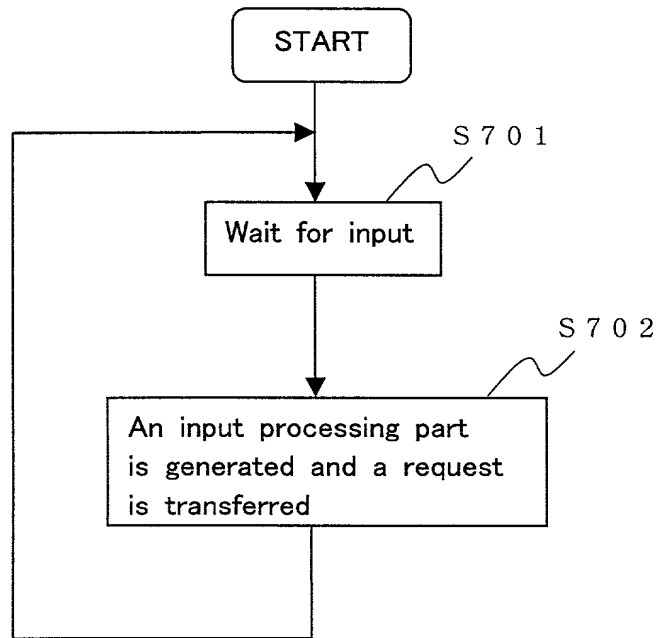 START
S701
Wait for input
S702
An input processing part
is generated and a request
is transferred